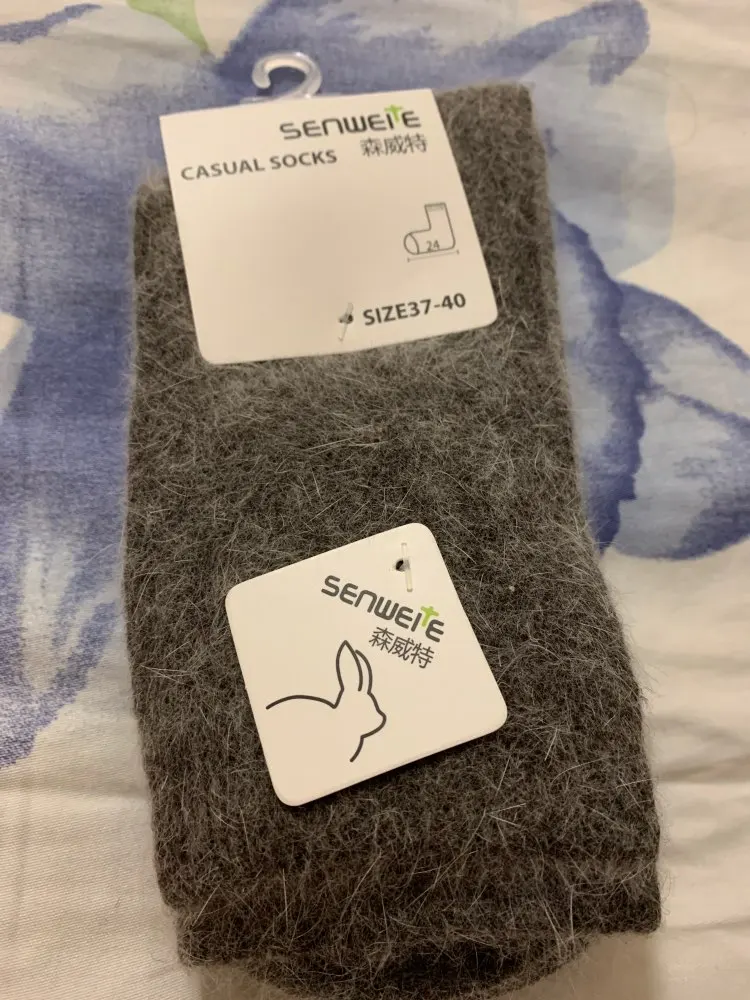 SENWEITE
森威特
CASUAL SOCKS
24
SIZE37-40
SENWEITE
森威特